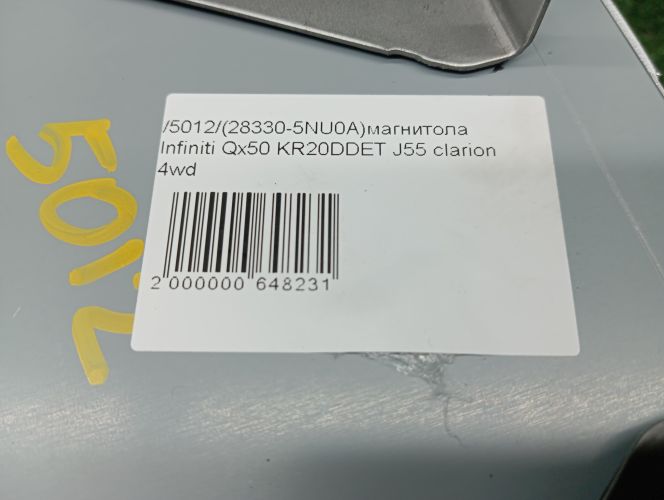 /5012/(28330-5NU0A)магнитола
Infiniti Qx50 KR20DDET J55 clarion
4wd
2 000000 648231
5012